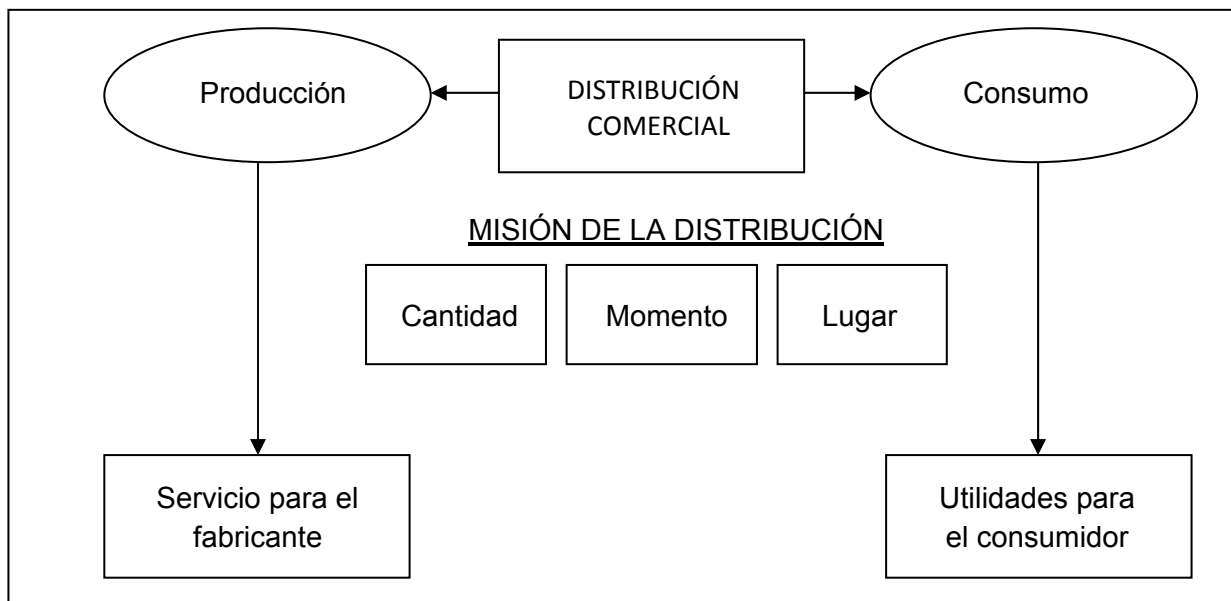 Producción
DISTRIBUCIÓN
COMERCIAL
Consumo
MISIÓN DE LA DISTRIBUCIÓN
Cantidad
Momento
Lugar
Servicio para el
fabricante
Utilidades para
el consumidor